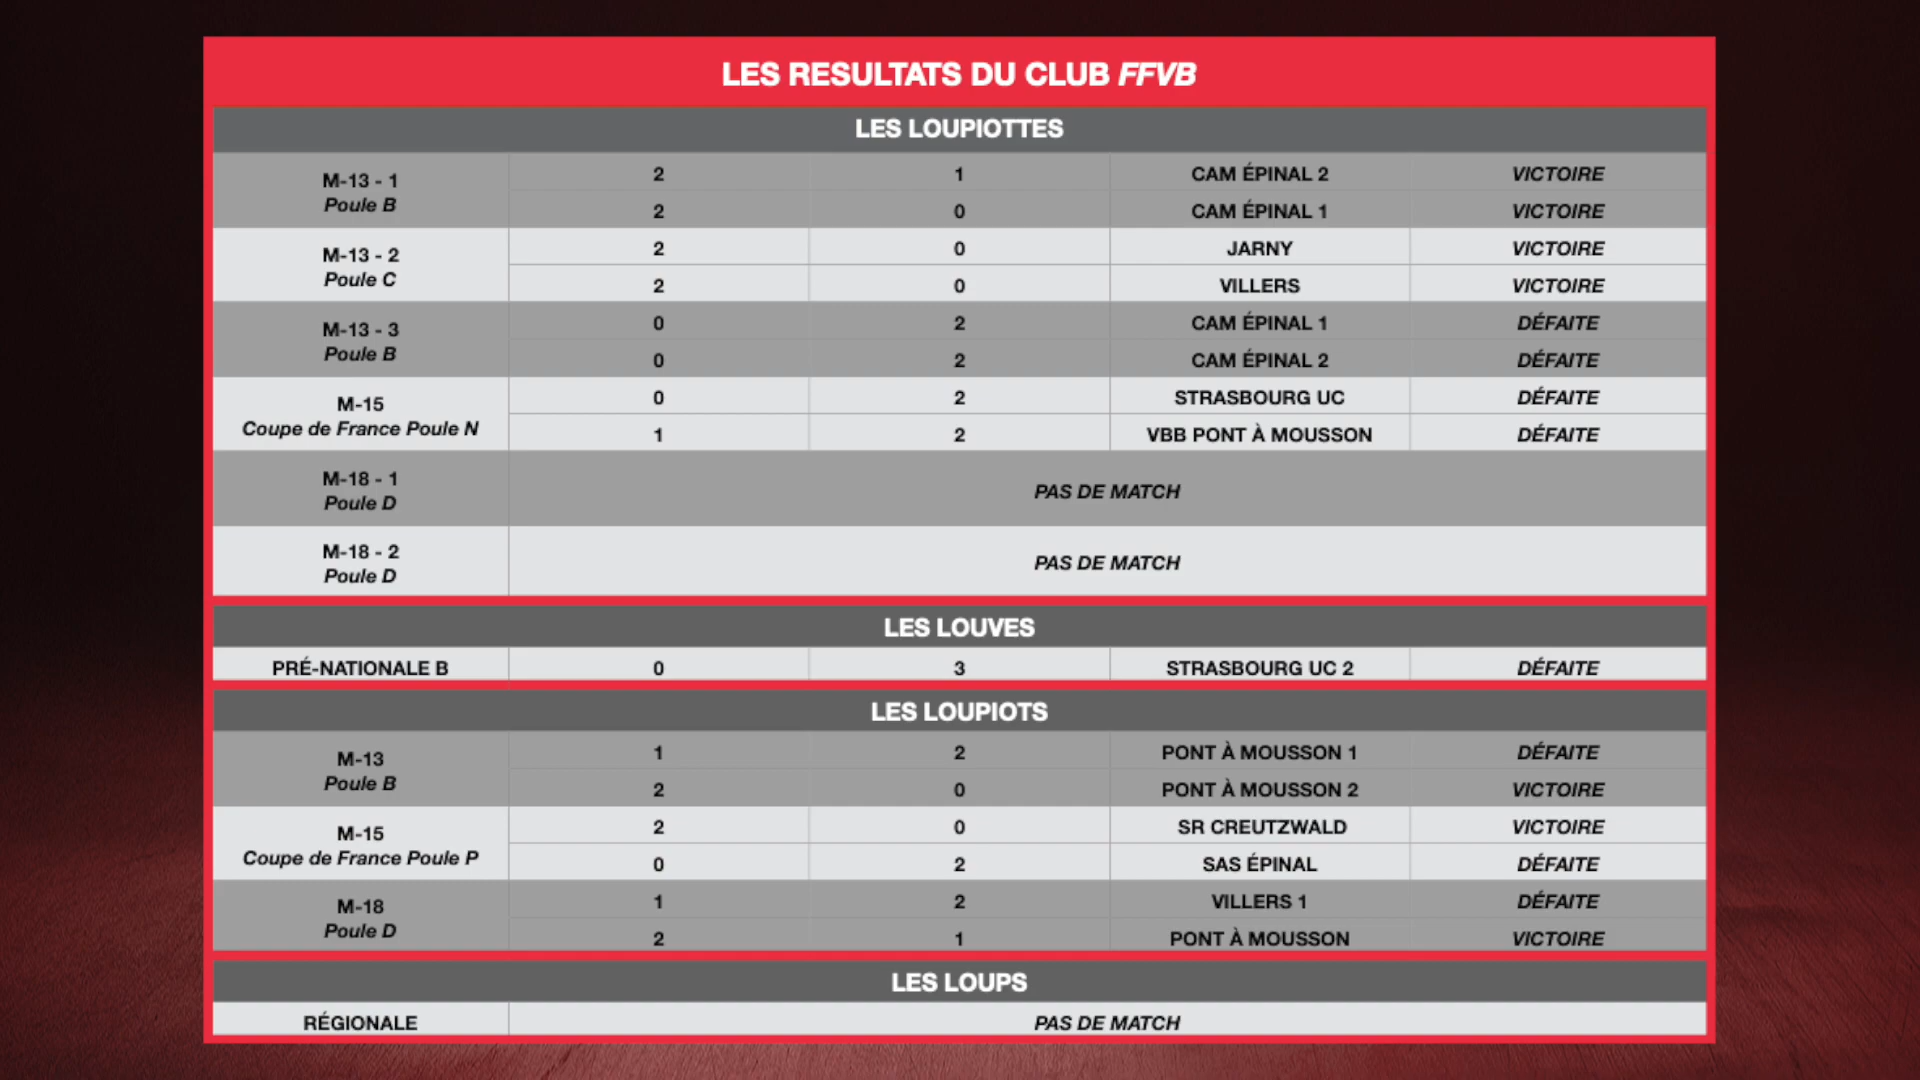 LES RESULTATS DU CLUB FFVB
LES LOUPIOTTES
M-13 - 1
Poule B
2 1 CAM ÉPINAL 2 VICTOIRE
2 0 CAM ÉPINAL 1 VICTOIRE
M-13 - 2
Poule C
2 0 JARNY VICTOIRE
2 0 VILLERS VICTOIRE
M-13 - 3
Poule B
0 2 CAM ÉPINAL 1 DÉFAITE
0 2 CAM ÉPINAL 2 DÉFAITE
M-15
Coupe de France Poule N
0 2 STRASBOURG UC DÉFAITE
1 2 VBB PONT À MOUSSON DÉFAITE
M-18 - 1
Poule D
PAS DE MATCH
M-18 - 2
Poule D
PAS DE MATCH
LES LOUVES
PRÉ-NATIONALE B 0 3 STRASBOURG UC 2 DÉFAITE
LES LOUPIOTS
M-13
Poule B
1 2 PONT À MOUSSON 1 DÉFAITE
2 0 PONT À MOUSSON 2 VICTOIRE
M-15
Coupe de France Poule P
2 0 SR CREUTZWALD VICTOIRE
0 2 SAS ÉPINAL DÉFAITE
M-18
Poule D
1 2 VILLERS 1 DÉFAITE
2 1 PONT À MOUSSON VICTOIRE
LES LOUPS
RÉGIONALE PAS DE MATCH